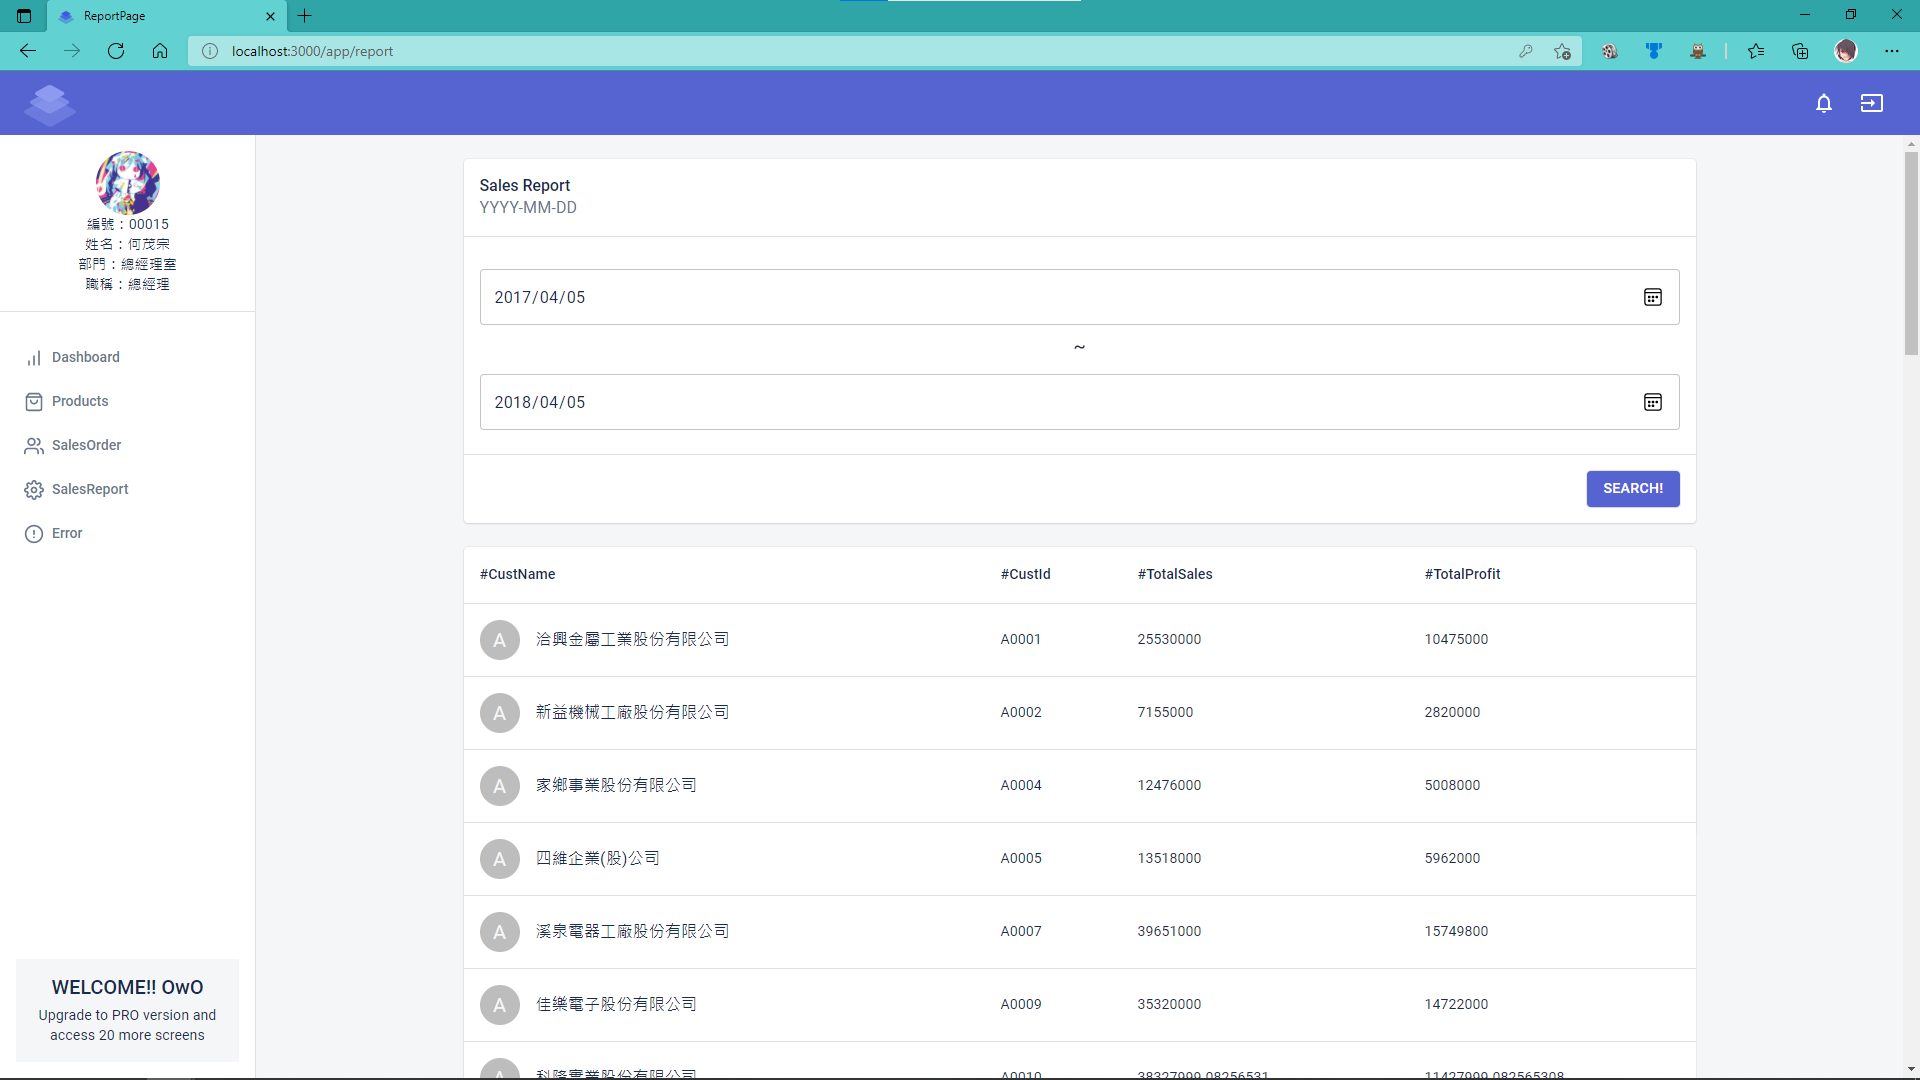 ReportPage
localhost:3000/app/report
編號：00015
姓名：何茂宗
部門：總經理室
職稱：總經理
Dashboard
Products
SalesOrder
SalesReport
Error
WELCOME!! OwO
Upgrade to PRO version and
access 20 more screens
Sales Report
YYYY-MM-DD
2017/04/05
~
2018/04/05
SEARCH!
#CustName #CustId #TotalSales #TotalProfit
A 洽興金屬工業股份有限公司 A0001 25530000 10475000
A 新益機械工廠股份有限公司 A0002 7155000 2820000
A 家鄉事業股份有限公司 A0004 12476000 5008000
A 四維企業(股)公司 A0005 13518000 5962000
A 溪泉電器工廠股份有限公司 A0007 39651000 15749800
A 佳樂電子股份有限公司 A0009 35320000 14722000
A 科隆實業股份有限公司 A0010 38327999.08256531 11427999.082565308